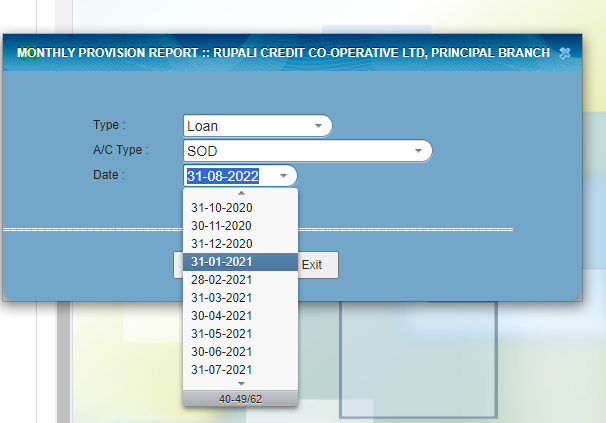 MONTHLY PROVISION REPORT :: RUPALI CREDIT CO-OPERATIVE LTD, PRINCIPAL BRANCH
Type : Loan
A/C Type : SOD
Date : 31-08-2022
31-10-2020
30-11-2020
31-12-2020
31-01-2021
28-02-2021
31-03-2021
30-04-2021
31-05-2021
30-06-2021
31-07-2021
40-49/62
Exit